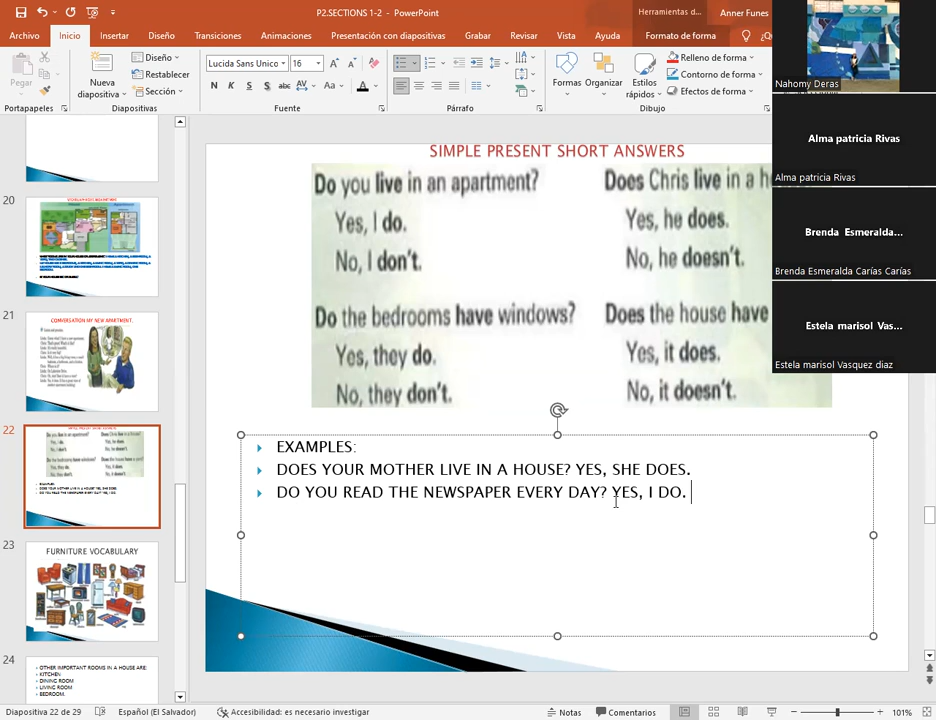 P2.SECTIONS 1-2 - PowerPoint
Herramientas d...
Anner Funes
Archivo Inicio Insertar Diseño Transiciones Animaciones Presentación con diapositivas Grabar Revisar Vista Ayuda Formato de forma
Pegar
Nueva diapositiva
Diseño
Restablecer
Sección
Lucida Sans Unico 16
N K S S abc AV Aa A
Formas Organizar Estilos rápidos
Relleno de forma
Contorno de forma
Efectos de forma
Portapapeles Diapositivas Fuente Párrafo Dibujo
Nahomy Deras
Alma patricia Rivas
Alma patricia Rivas
Brenda Esmeralda...
Brenda Esmeralda Carías Carías
Estela marisol Vas...
Estela marisol Vasquez diaz
20
21
CONVERSATION:MY NEW APARTMENT.
22
23
FURNITURE VOCABULARY
24
OTHER IMPORTANT ROOMS IN A HOUSE ARE:
KITCHEN
DINING ROOM
LIVING ROOM
BEDROOM.
SIMPLE PRESENT SHORT ANSWERS
Do you live in an apartment?
Yes, I do.
No, I don't.
Do the bedrooms have windows?
Yes, they do.
No, they don't.
Does Chris live in a h
Yes, he does.
No, he doesn't.
Does the house have
Yes, it does.
No, it doesn't.
EXAMPLES:
DOES YOUR MOTHER LIVE IN A HOUSE? YES, SHE DOES.
DO YOU READ THE NEWSPAPER EVERY DAY? YES, I DO.
Diapositiva 22 de 29 Español (El Salvador) Accesibilidad: es necesario investigar Notas Comentarios 101%